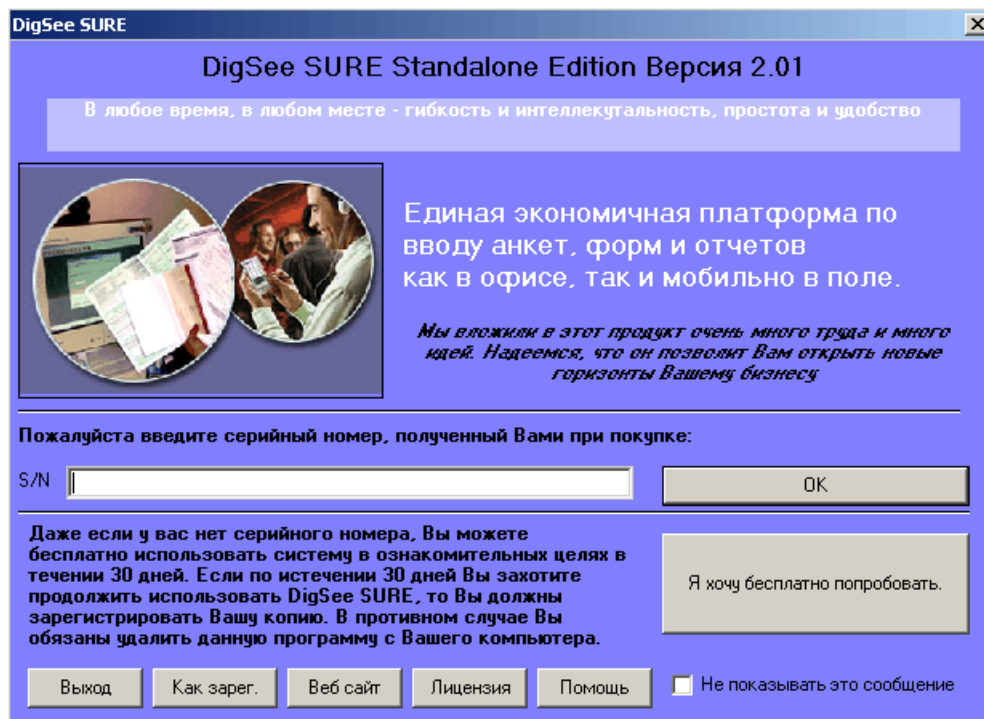 DigSee SURE
DigSee SURE Standalone Edition Версия 2.01
В любое время, в любом месте - гибкость и интеллекутальность, простота и удобство
Единая экономичная платформа по
вводу анкет, форм и отчетов
как в офисе, так и мобильно в поле.
Мы вложили в этот продукт очень много труда и много
идей. Надеемся, что он позволит Вам открыть новые
горизонты Вашему бизнесу
Пожалуйста введите серийный номер, полученный Вами при покупке:
S/N
OK
Даже если у вас нет серийного номера, Вы можете
бесплатно использовать систему в ознакомительных целях в
течении 30 дней. Если по истечении 30 дней Вы захотите
продолжить использовать DigSee SURE, то Вы должны
зарегистрировать Вашу копию. В противном случае Вы
обязаны удалить данную программу с Вашего компьютера.
Я хочу бесплатно попробовать.
Выход
Как зарег.
Веб сайт
Лицензия
Помощь
Не показывать это сообщение